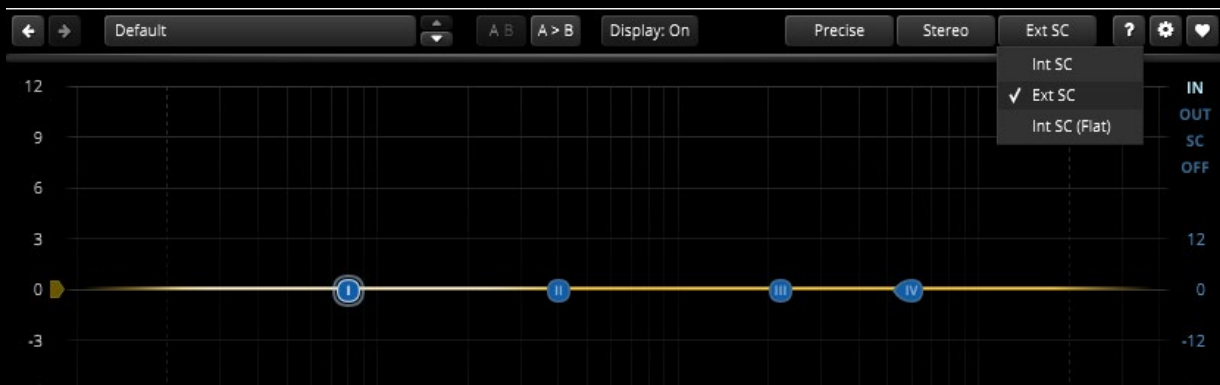 Default A B A > B Display: On Precise Stereo Ext SC ?
Int SC
Ext SC
Int SC (Flat)
12 IN
OUT
9 SC
OFF
6
3 12
0 I II III IV 0
-3 -12